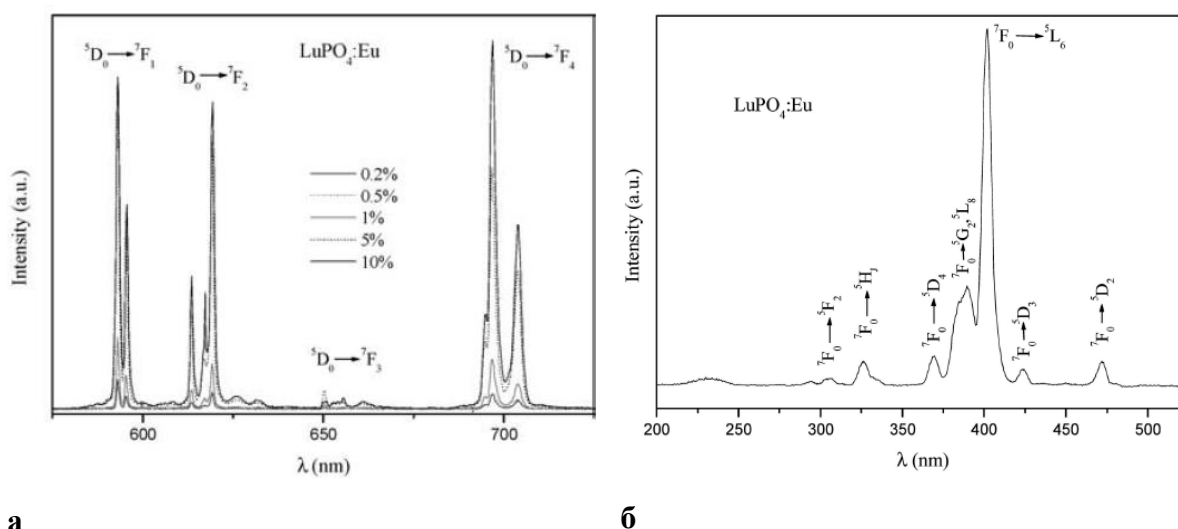 ⁵D₀ → ⁷F₁
⁵D₀ → ⁷F₂
LuPO₄:Eu
⁵D₀ → ⁷F₄
0.2%
0.5%
1%
5%
10%
⁵D₀ → ⁷F₃
Intensity (a.u.)
600
650
700
λ (nm)
а
⁷F₀ → ⁵L₆
LuPO₄:Eu
⁷F₀ → ⁵F₂
⁷F₀ → ⁵H_J
⁷F₀ → ⁵D₄
⁷F₀ → ⁵G₂,⁵L₈
⁷F₀ → ⁵D₃
⁷F₀ → ⁵D₂
Intensity (a.u.)
200 250 300 350 400 450 500
λ (nm)
б